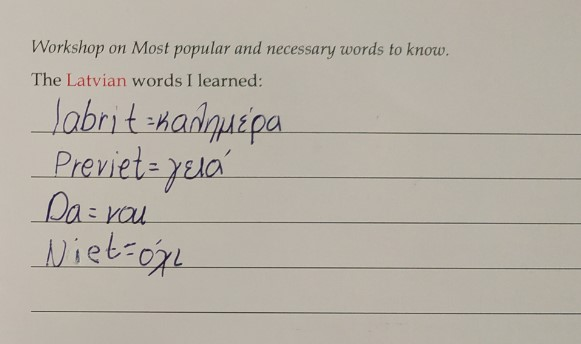 Workshop on Most popular and necessary words to know.
The Latvian words I learned:
labrit = καλημέρα
Previet = γειά
Da = ναι
Niet = όχι